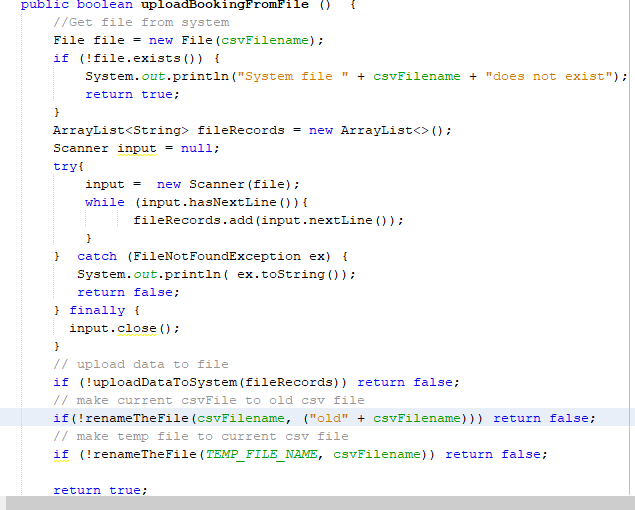 public boolean uploadBookingFromFile () {
//Get file from system
File file = new File(csvFilename);
if (!file.exists()) {
System.out.println("System file " + csvFilename + "does not exist");
return true;
}
ArrayList<String> fileRecords = new ArrayList<>();
Scanner input = null;
try{
input =  new Scanner(file);
while (input.hasNextLine()){
fileRecords.add(input.nextLine());
}
}  catch (FileNotFoundException ex) {
System.out.println( ex.toString());
return false;
} finally {
input.close();
}
// upload data to file
if (!uploadDataToSystem(fileRecords)) return false;
// make current csvFile to old csv file
if(!renameTheFile(csvFilename, ("old" + csvFilename))) return false;
// make temp file to current csv file
if (!renameTheFile(TEMP_FILE_NAME, csvFilename)) return false;
return true;